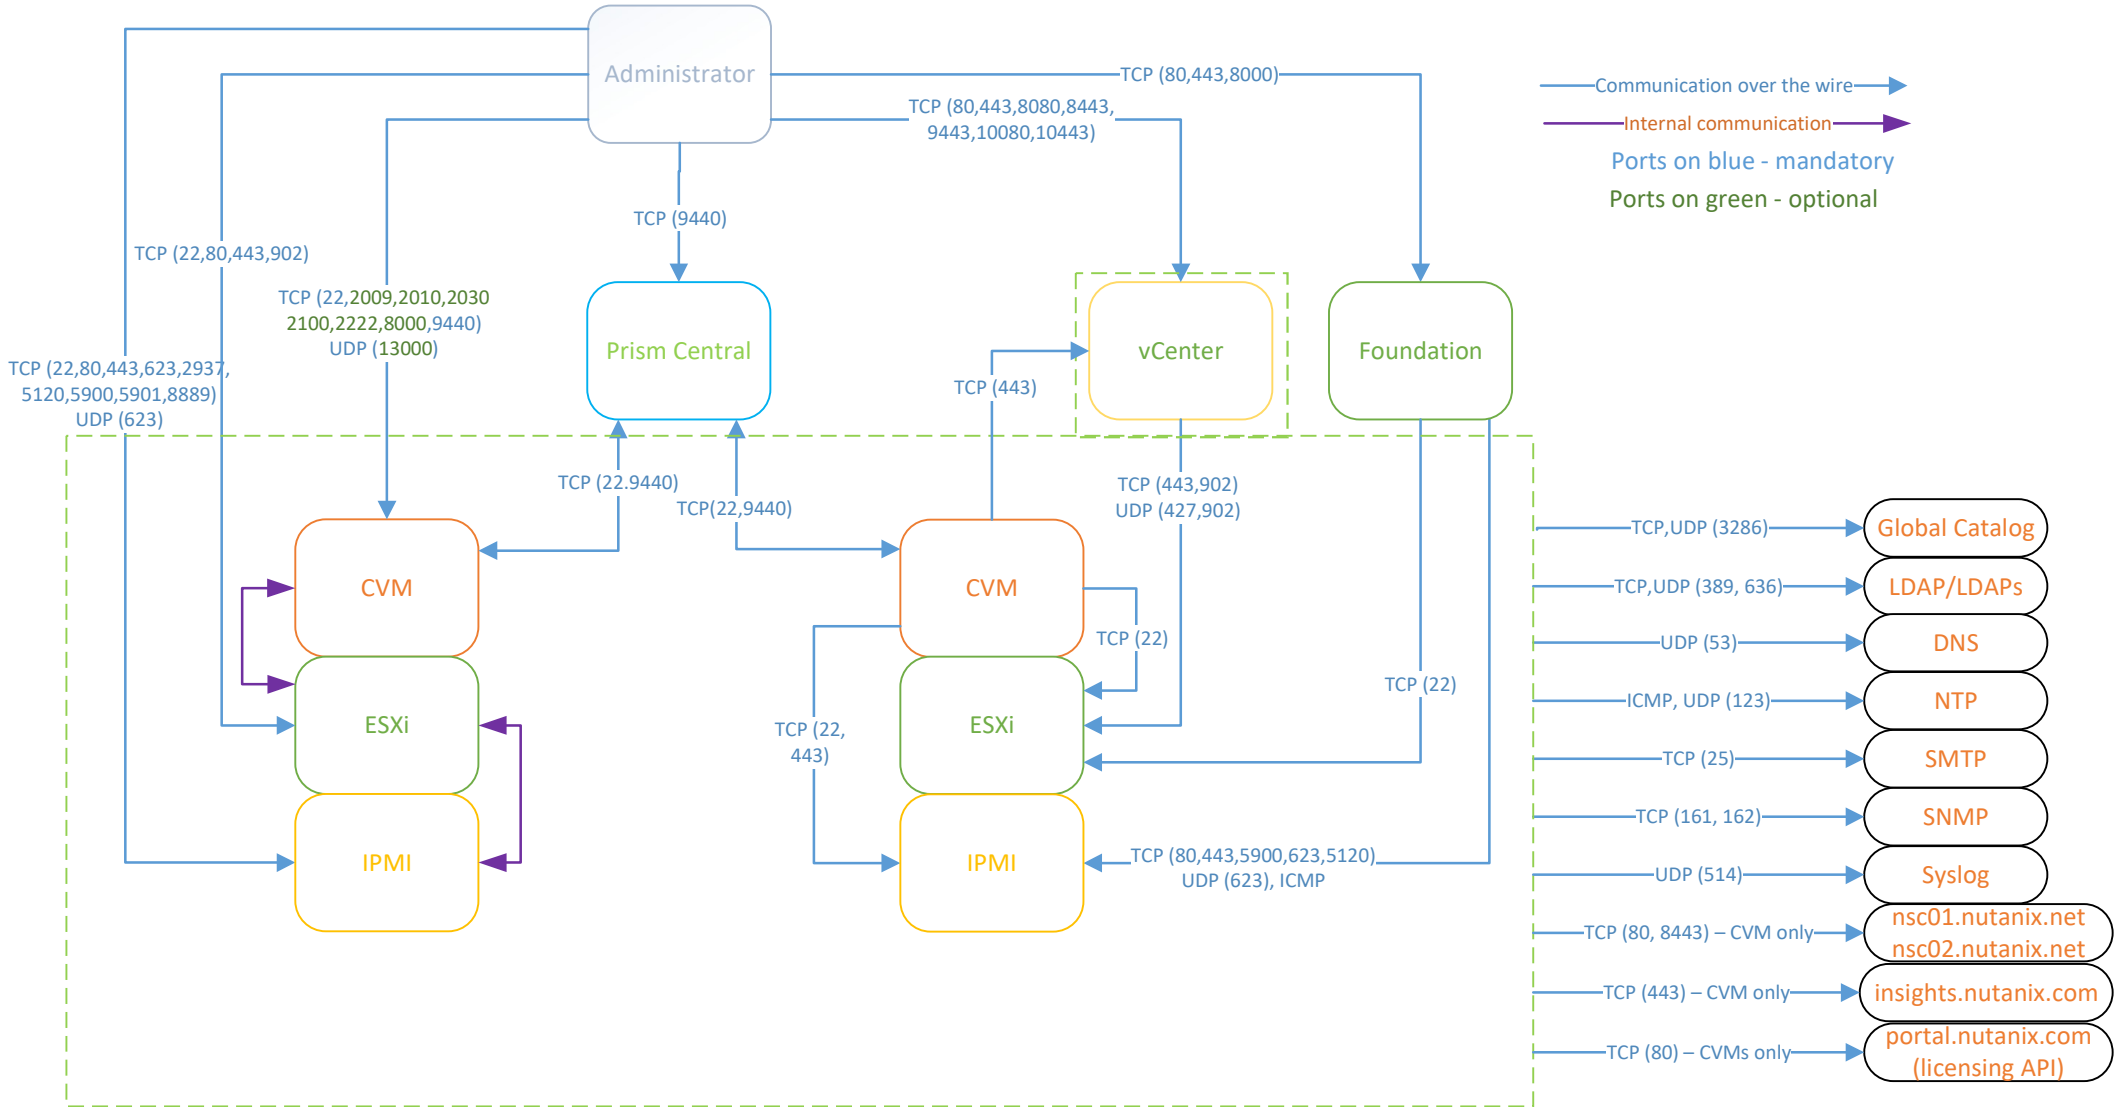 Administrator
TCP (80,443,8000)
TCP (80,443,8080,8443,
9443,10080,10443)
Communication over the wire
Internal communication
Ports on blue - mandatory
Ports on green - optional
TCP (9440)
TCP (22,80,443,902)
TCP (22,2009,2010,2030
2100,2222,8000,9440)
UDP (13000)
TCP (22,80,443,623,2937,
5120,5900,5901,8889)
UDP (623)
Prism Central
vCenter
Foundation
TCP (443)
TCP (22.9440)
TCP(22,9440)
TCP (443,902)
UDP (427,902)
CVM
ESXi
IPMI
CVM
ESXi
IPMI
TCP (22)
TCP (22,
443)
TCP (22)
TCP (80,443,5900,623,5120)
UDP (623), ICMP
TCP,UDP (3286)
Global Catalog
TCP,UDP (389, 636)
LDAP/LDAPs
UDP (53)
DNS
ICMP, UDP (123)
NTP
TCP (25)
SMTP
TCP (161, 162)
SNMP
UDP (514)
Syslog
TCP (80, 8443) – CVM only
nsc01.nutanix.net
nsc02.nutanix.net
TCP (443) – CVM only
insights.nutanix.com
TCP (80) – CVMs only
portal.nutanix.com
(licensing API)